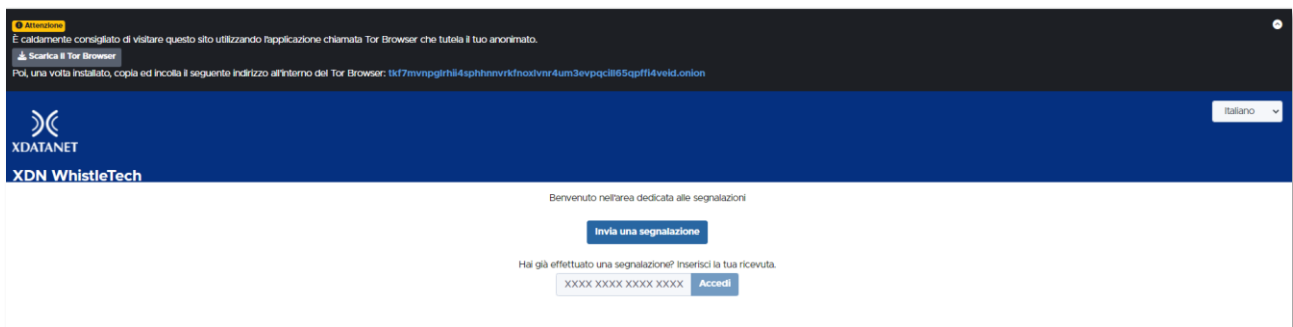 Attenzione
È caldamente consigliato di visitare questo sito utilizzando l'applicazione chiamata Tor Browser che tutela il tuo anonimato.
Scarica il Tor Browser
Poi, una volta installato, copia ed incolla il seguente indirizzo all'interno del Tor Browser:
Italiano
XDATANET
XDN WhistleTech
Benvenuto nell'area dedicata alle segnalazioni
Invia una segnalazione
Hai già effettuato una segnalazione? Inserisci la tua ricevuta.
XXXX XXXX XXXX XXXX Accedi